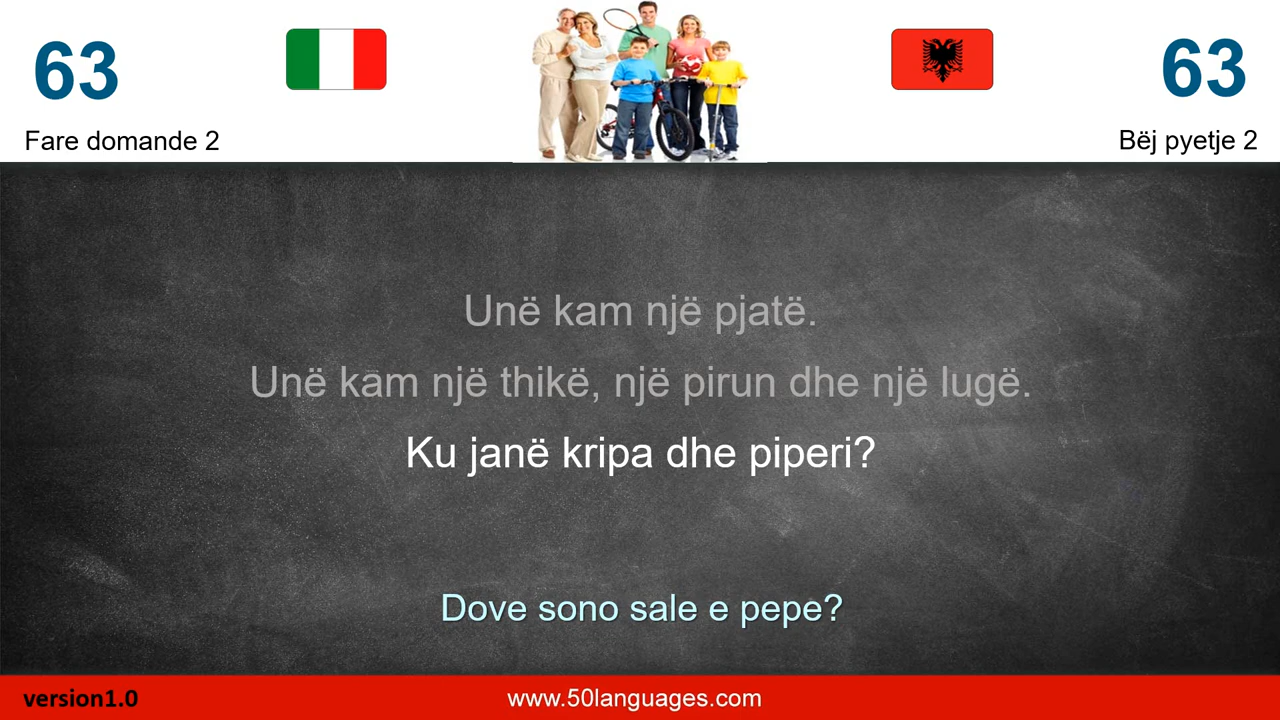 63
63
Fare domande 2
Bëj pyetje 2
Unë kam një pjatë.
Unë kam një thikë, një pirun dhe një lugë.
Ku janë kripa dhe piperi?
Dove sono sale e pepe?
version1.0
www.50languages.com